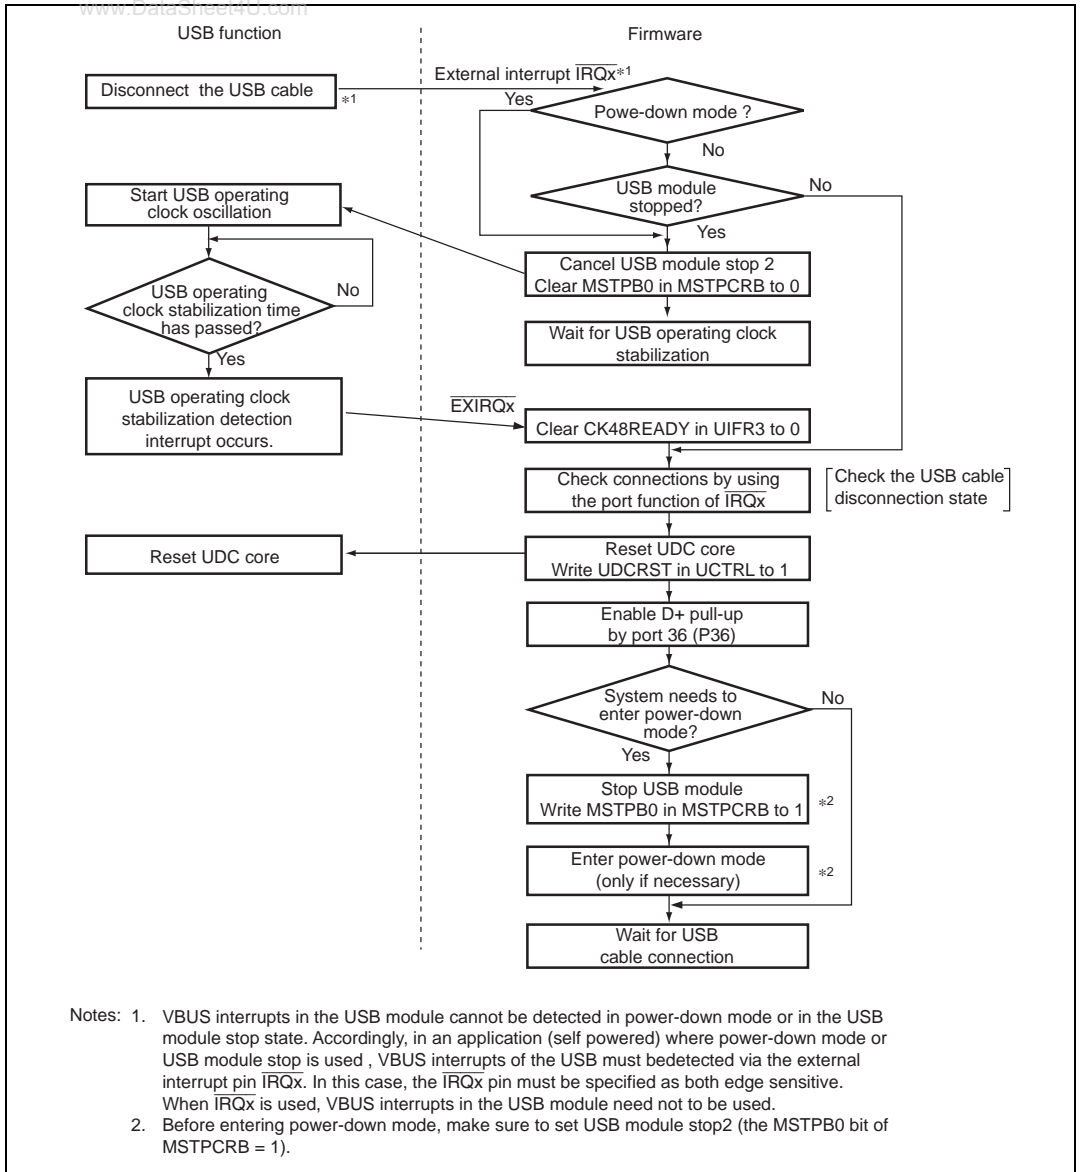 www.DataSheet4U.com
USB function
Firmware
Disconnect the USB cable
*1
External interrupt IRQx*1
Powe-down mode ?
Yes
No
USB module
stopped?
No
Yes
Start USB operating
clock oscillation
Cancel USB module stop 2
Clear MSTPB0 in MSTPCRB to 0
USB operating
clock stabilization time
has passed?
No
Yes
Wait for USB operating clock
stabilization
USB operating clock
stabilization detection
interrupt occurs.
EXIRQx
Clear CK48READY in UIFR3 to 0
Check connections by using
the port function of IRQx
Check the USB cable
disconnection state
Reset UDC core
Reset UDC core
Write UDCRST in UCTRL to 1
Enable D+ pull-up
by port 36 (P36)
System needs to
enter power-down
mode?
No
Yes
Stop USB module
Write MSTPB0 in MSTPCRB to 1
*2
Enter power-down mode
(only if necessary)
*2
Wait for USB
cable connection
Notes: 1. VBUS interrupts in the USB module cannot be detected in power-down mode or in the USB
module stop state. Accordingly, in an application (self powered) where power-down mode or
USB module stop is used , VBUS interrupts of the USB must bedetected via the external
interrupt pin IRQx. In this case, the IRQx pin must be specified as both edge sensitive.
When IRQx is used, VBUS interrupts in the USB module need not to be used.
2. Before entering power-down mode, make sure to set USB module stop2 (the MSTPB0 bit of
MSTPCRB = 1).